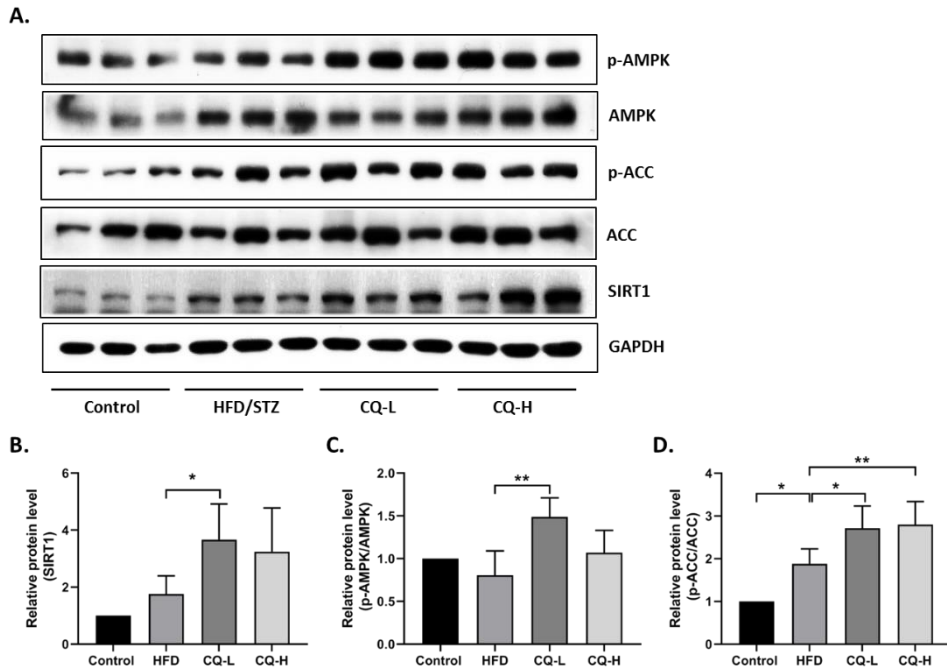 A.
p-AMPK
AMPK
p-ACC
ACC
SIRT1
GAPDH
Control HFD/STZ CQ-L CQ-H
B.
Relative protein level
(SIRT1)
6
4
2
0
*
Control HFD CQ-L CQ-H
C.
Relative protein level
(p-AMPK/AMPK)
2.0
1.5
1.0
0.5
0.0
**
Control HFD CQ-L CQ-H
D.
Relative protein level
(p-ACC/ACC)
4
3
2
1
0
**
* *
Control HFD CQ-L CQ-H